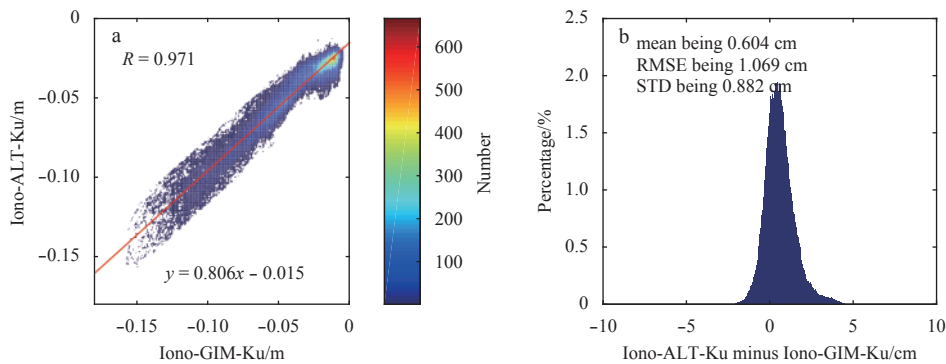 a
R = 0.971
y = 0.806x – 0.015
0
–0.05
–0.10
–0.15
Iono-ALT-Ku/m
–0.15
–0.10
–0.05
0
Iono-GIM-Ku/m
600
500
400
300
200
100
Number
b
mean being 0.604 cm
RMSE being 1.069 cm
STD being 0.882 cm
2.5
2.0
1.5
1.0
0.5
0
Percentage/%
–10
–5
0
5
10
Iono-ALT-Ku minus Iono-GIM-Ku/cm